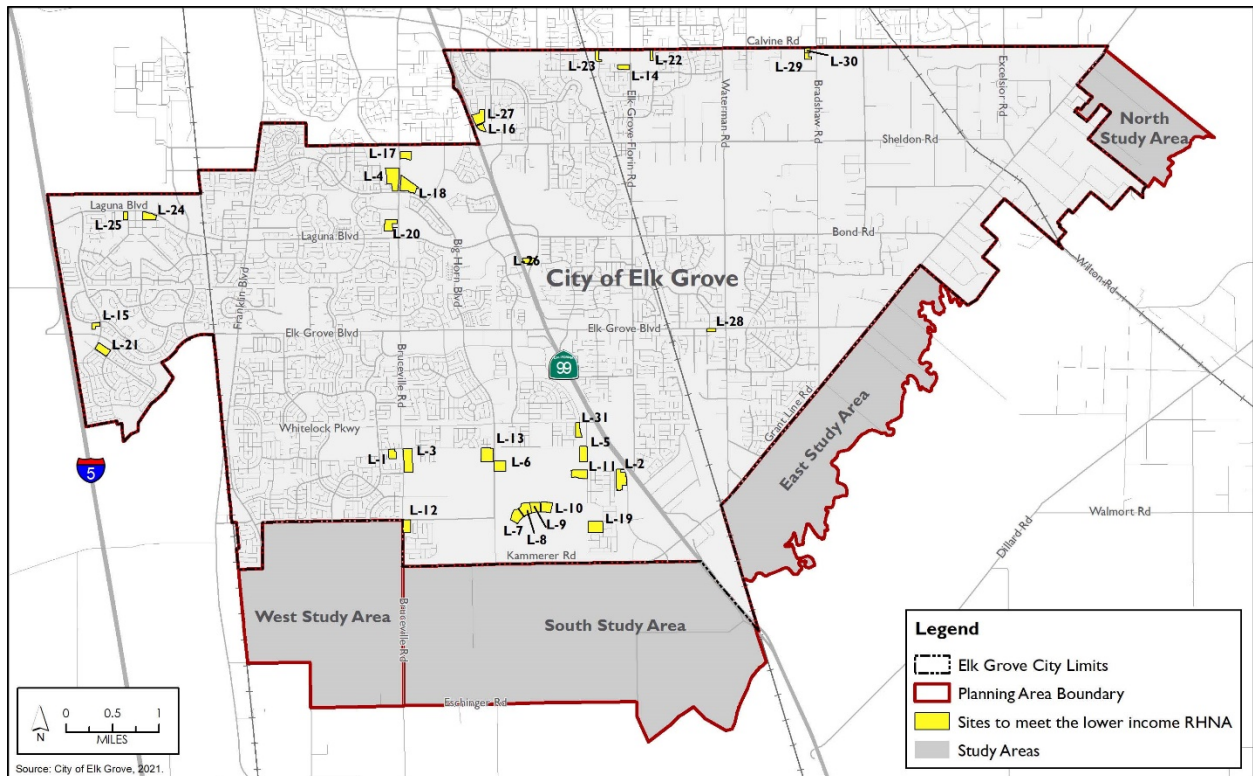 Calvine Rd
L-23
L-22
L-14
L-29
L-30
L-27
L-16
Elk Grove-Florin Rd
Waterman Rd
Bradshaw Rd
Excelsior Rd
Sheldon Rd
North
Study Area
L-17
L-4
L-18
Laguna Blvd
L-24
L-25
L-20
Laguna Blvd
Big Horn Blvd
Bond Rd
L-26
City of Elk Grove
Franklin Blvd
Wilton Rd
L-15
L-21
Elk Grove Blvd
Elk Grove Blvd
L-28
Bruceville Rd
99
Grant Line Rd
East Study Area
Whitelock Pkwy
L-31
L-13
L-5
L-1
L-3
L-6
L-11
L-2
5
L-10
L-9
L-7
L-8
L-12
L-19
Kammerer Rd
Walmort Rd
Dillard Rd
West Study Area
Bruceville Rd
South Study Area
Eschinger Rd
Legend
Elk Grove City Limits
Planning Area Boundary
Sites to meet the lower income RHNA
Study Areas
N
0 0.5 1
MILES
Source: City of Elk Grove, 2021.